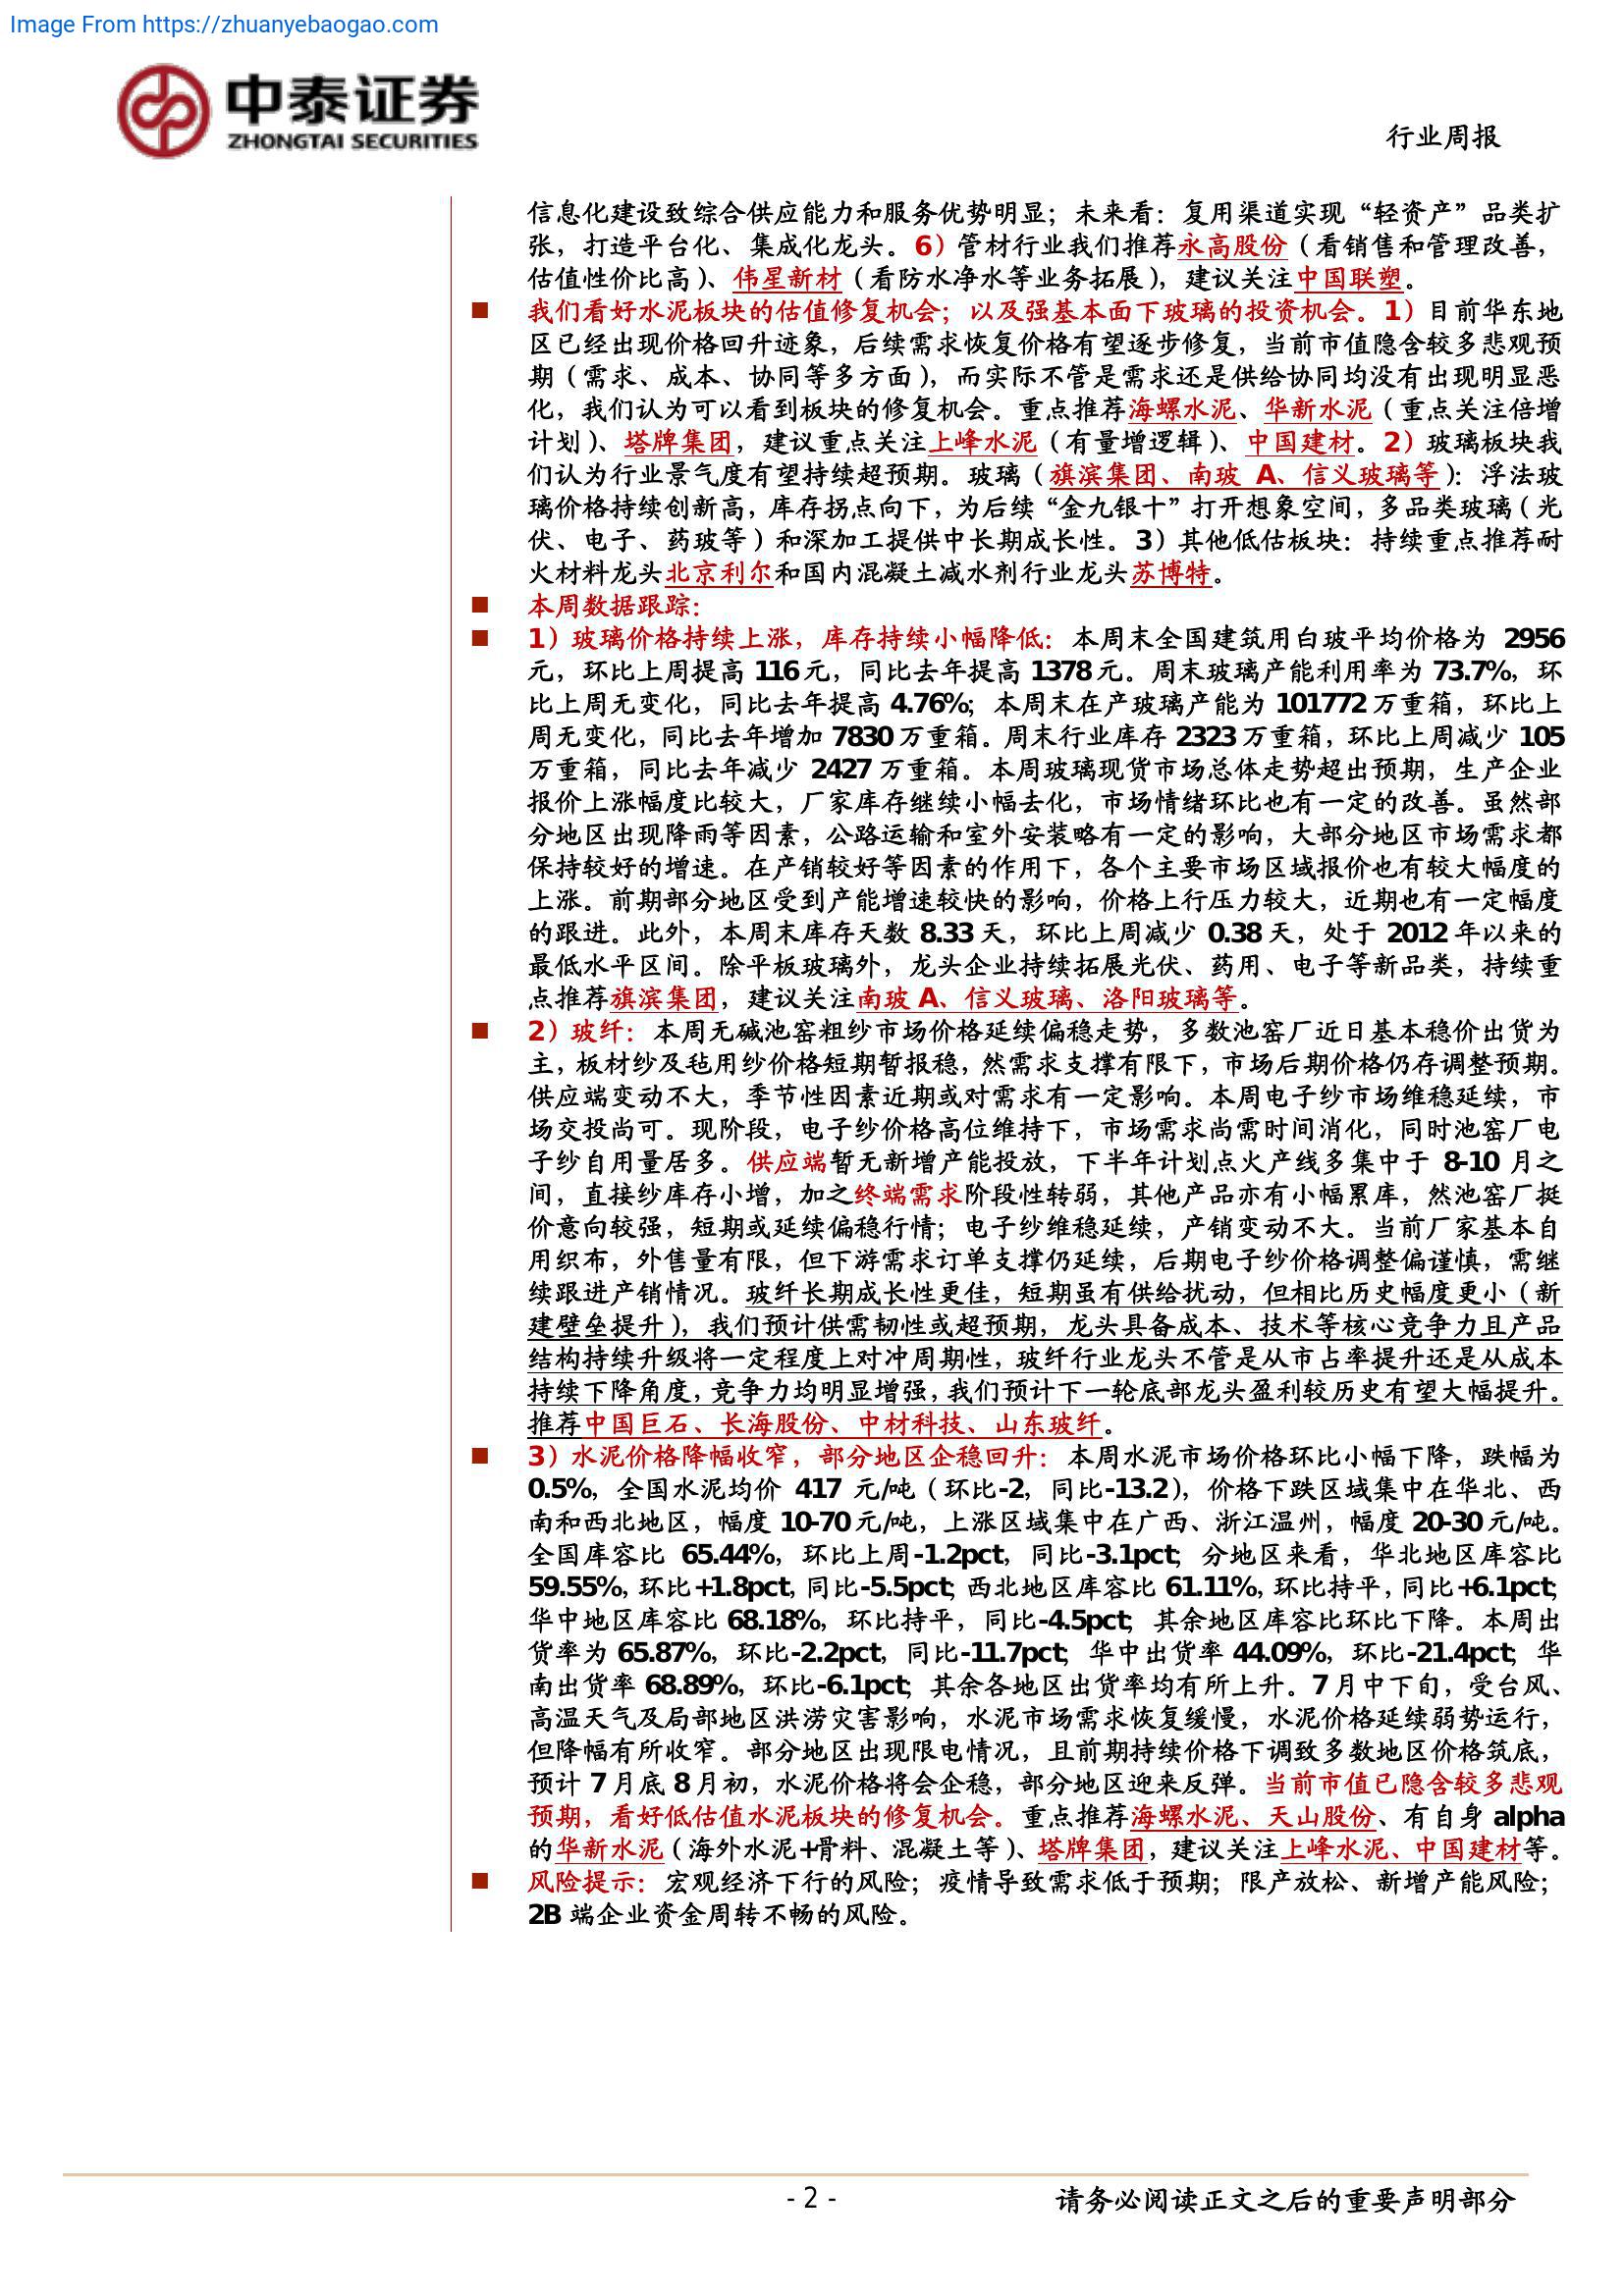 Image From https://zhuanyebaogao.com
中泰证券
ZHONGTAI SECURITIES
行业周报
信息化建设致综合供应能力和服务优势明显；未来看：复用渠道实现“轻资产”品类扩
张，打造平台化、集成化龙头。6）管材行业我们推荐永高股份（看销售和管理改善，
估值性价比高）、伟星新材（看防水净水等业务拓展），建议关注中国联塑。
■ 我们看好水泥板块的估值修复机会；以及强基本面下玻璃的投资机会。1）目前华东地
区已经出现价格回升迹象，后续需求恢复价格有望逐步修复，当前市值隐含较多悲观预
期（需求、成本、协同等多方面），而实际不管是需求还是供给协同均没有出现明显恶
化，我们认为可以看到板块的修复机会。重点推荐海螺水泥、华新水泥（重点关注倍增
计划）、塔牌集团，建议重点关注上峰水泥（有量增逻辑）、中国建材。2）玻璃板块我
们认为行业景气度有望持续超预期。玻璃（旗滨集团、南玻 A、信义玻璃等）：浮法玻
璃价格持续创新高，库存拐点向下，为后续“金九银十”打开想象空间，多品类玻璃（光
伏、电子、药玻等）和深加工提供中长期成长性。3）其他低估板块：持续重点推荐耐
火材料龙头北京利尔和国内混凝土减水剂行业龙头苏博特。
■ 本周数据跟踪：
■ 1）玻璃价格持续上涨，库存持续小幅降低：本周末全国建筑用白玻平均价格为 2956
元，环比上周提高 116 元，同比去年提高 1378 元。周末玻璃产能利用率为 73.7%，环
比上周无变化，同比去年提高 4.76%；本周末在产玻璃产能为 101772 万重箱，环比上
周无变化，同比去年增加 7830 万重箱。周末行业库存 2323 万重箱，环比上周减少 105
万重箱，同比去年减少 2427 万重箱。本周玻璃现货市场总体走势超出预期，生产企业
报价上涨幅度比较大，厂家库存继续小幅去化，市场情绪环比也有一定的改善。虽然部
分地区出现降雨等因素，公路运输和室外安装略有一定的影响，大部分地区市场需求都
保持较好的增速。在产销较好等因素的作用下，各个主要市场区域报价也有较大幅度的
上涨。前期部分地区受到产能增速较快的影响，价格上行压力较大，近期也有一定幅度
的跟进。此外，本周末库存天数 8.33 天，环比上周减少 0.38 天，处于 2012 年以来的
最低水平区间。除平板玻璃外，龙头企业持续拓展光伏、药用、电子等新品类，持续重
点推荐旗滨集团，建议关注南玻 A、信义玻璃、洛阳玻璃等。
■ 2）玻纤：本周无碱池窑粗纱市场价格延续偏稳走势，多数池窑厂近日基本稳价出货为
主，板材纱及毡用纱价格短期暂报稳，然需求支撑有限下，市场后期价格仍存调整预期。
供应端变动不大，季节性因素近期或对需求有一定影响。本周电子纱市场维稳延续，市
场交投尚可。现阶段，电子纱价格高位维持下，市场需求尚需时间消化，同时池窑厂电
子纱自用量居多。供应端暂无新增产能投放，下半年计划点火产线多集中于 8-10 月之
间，直接纱库存小增，加之终端需求阶段性转弱，其他产品亦有小幅累库，然池窑厂挺
价意向较强，短期或延续偏稳行情；电子纱维稳延续，产销变动不大。当前厂家基本自
用织布，外售量有限，但下游需求订单支撑仍延续，后期电子纱价格调整偏谨慎，需继
续跟进产销情况。玻纤长期成长性更佳，短期虽有供给扰动，但相比历史幅度更小（新
建壁垒提升），我们预计供需韧性或超预期，龙头具备成本、技术等核心竞争力且产品
结构持续升级将一定程度上对冲周期性，玻纤行业龙头不管是从市占率提升还是从成本
持续下降角度，竞争力均明显增强，我们预计下一轮底部龙头盈利较历史有望大幅提升。
推荐中国巨石、长海股份、中材科技、山东玻纤。
■ 3）水泥价格降幅收窄，部分地区企稳回升：本周水泥市场价格环比小幅下降，跌幅为
0.5%，全国水泥均价 417 元/吨（环比-2，同比-13.2），价格下跌区域集中在华北、西
南和西北地区，幅度 10-70 元/吨，上涨区域集中在广西、浙江温州，幅度 20-30 元/吨。
全国库容比 65.44%，环比上周-1.2pct，同比-3.1pct；分地区来看，华北地区库容比
59.55%，环比+1.8pct，同比-5.5pct；西北地区库容比 61.11%，环比持平，同比+6.1pct；
华中地区库容比 68.18%，环比持平，同比-4.5pct；其余地区库容比环比下降。本周出
货率为 65.87%，环比-2.2pct，同比-11.7pct；华中出货率 44.09%，环比-21.4pct；华
南出货率 68.89%，环比-6.1pct；其余各地区出货率均有所上升。7 月中下旬，受台风、
高温天气及局部地区洪涝灾害影响，水泥市场需求恢复缓慢，水泥价格延续弱势运行，
但降幅有所收窄。部分地区出现限电情况，且前期持续价格下调致多数地区价格筑底，
预计 7 月底 8 月初，水泥价格将会企稳，部分地区迎来反弹。当前市值已隐含较多悲观
预期，看好低估值水泥板块的修复机会。重点推荐海螺水泥、天山股份、有自身 alpha
的华新水泥（海外水泥+骨料、混凝土等）、塔牌集团，建议关注上峰水泥、中国建材等。
■ 风险提示：宏观经济下行的风险；疫情导致需求低于预期；限产放松、新增产能风险；
2B 端企业资金周转不畅的风险。
- 2 -
请务必阅读正文之后的重要声明部分